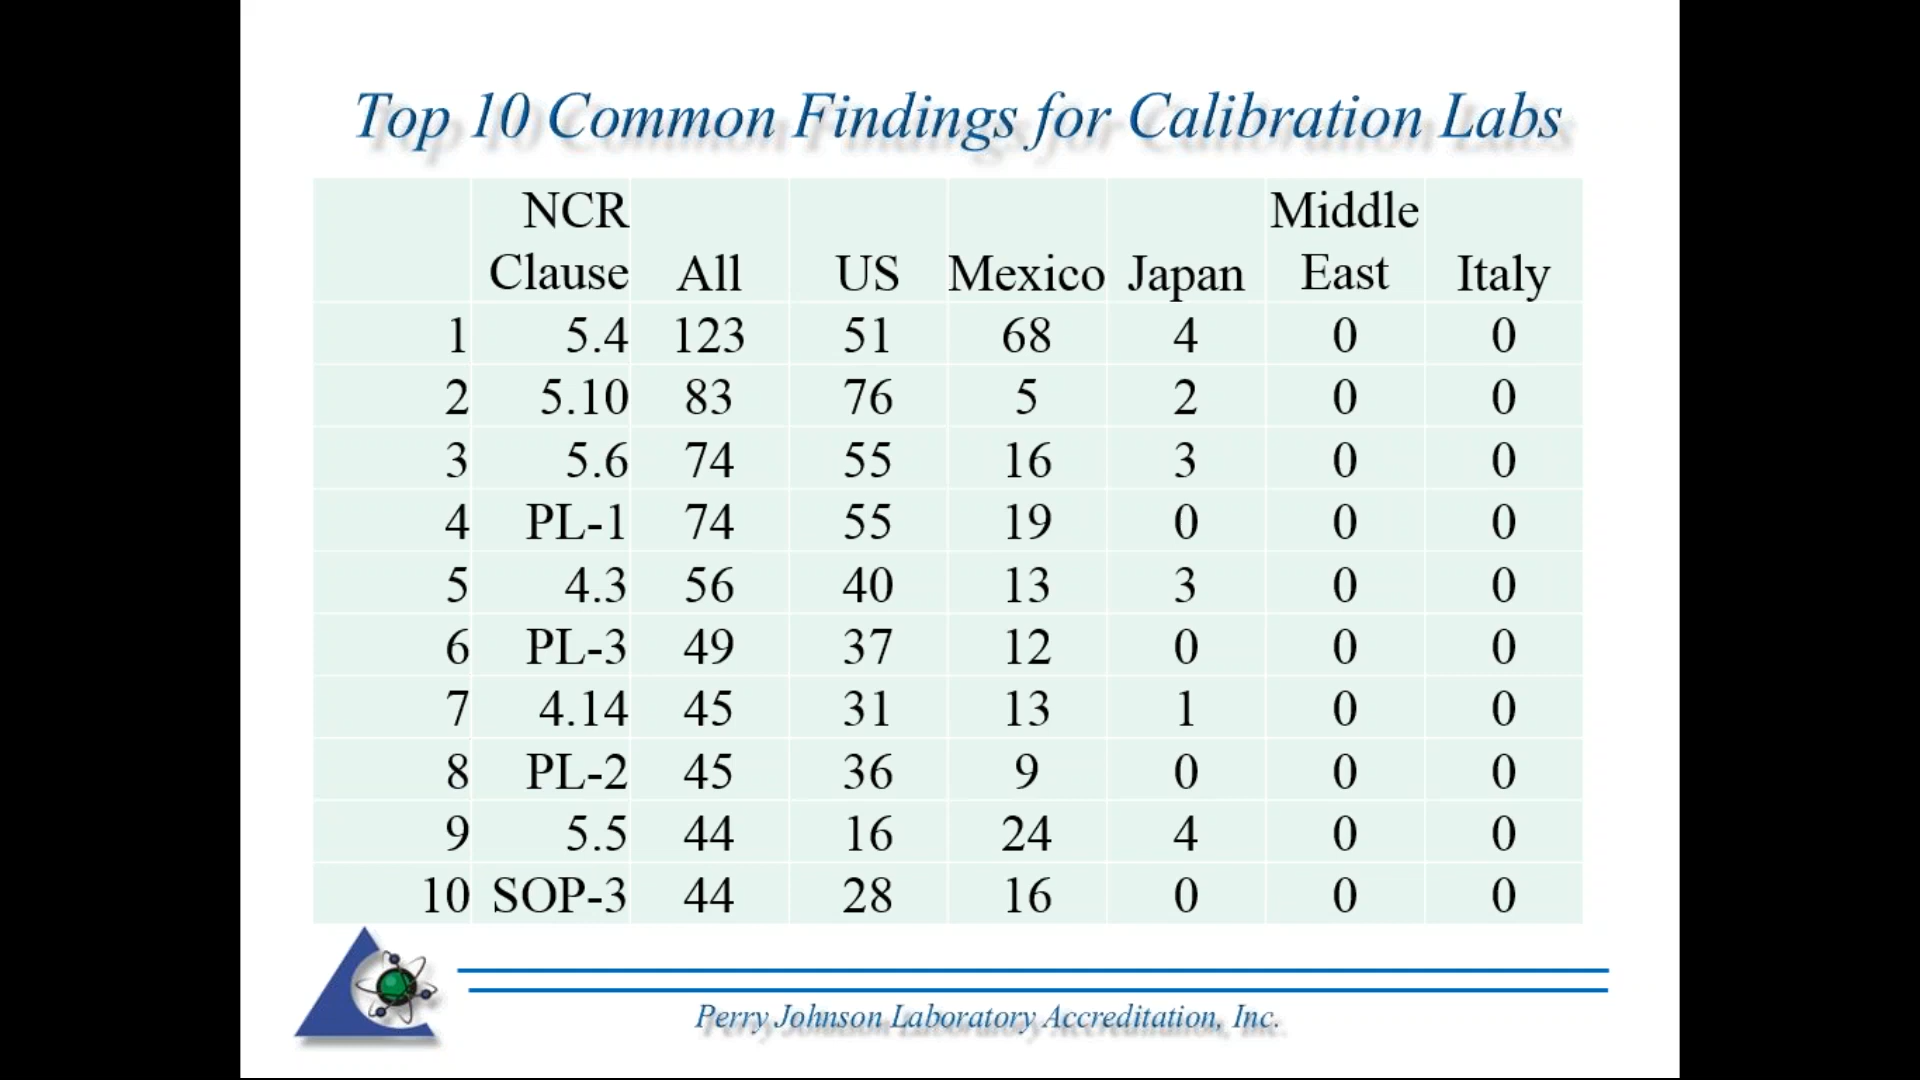 Top 10 Common Findings for Calibration Labs
NCR Clause All US Mexico Japan Middle East Italy
1 5.4 123 51 68 4 0 0
2 5.10 83 76 5 2 0 0
3 5.6 74 55 16 3 0 0
4 PL-1 74 55 19 0 0 0
5 4.3 56 40 13 3 0 0
6 PL-3 49 37 12 0 0 0
7 4.14 45 31 13 1 0 0
8 PL-2 45 36 9 0 0 0
9 5.5 44 16 24 4 0 0
10 SOP-3 44 28 16 0 0 0
Perry Johnson Laboratory Accreditation, Inc.